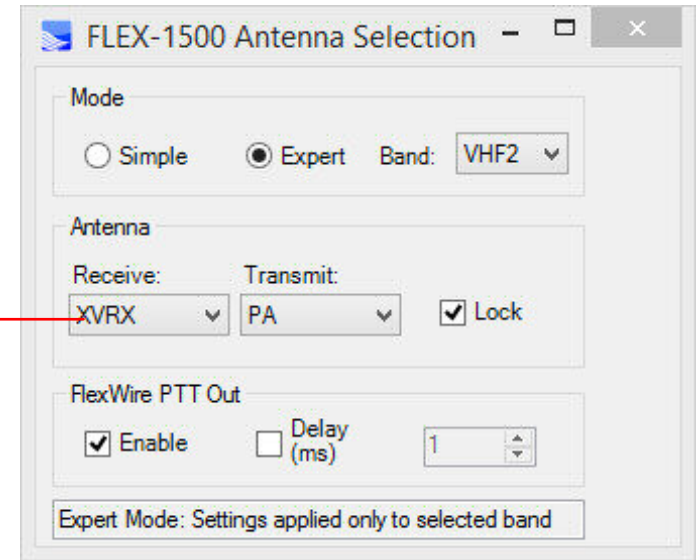 FLEX-1500 Antenna Selection
Mode
Simple Expert Band: VHF2
Antenna
Receive: Transmit:
XVRX PA Lock
FlexWire PTT Out
Enable Delay (ms) 1
Expert Mode: Settings applied only to selected band